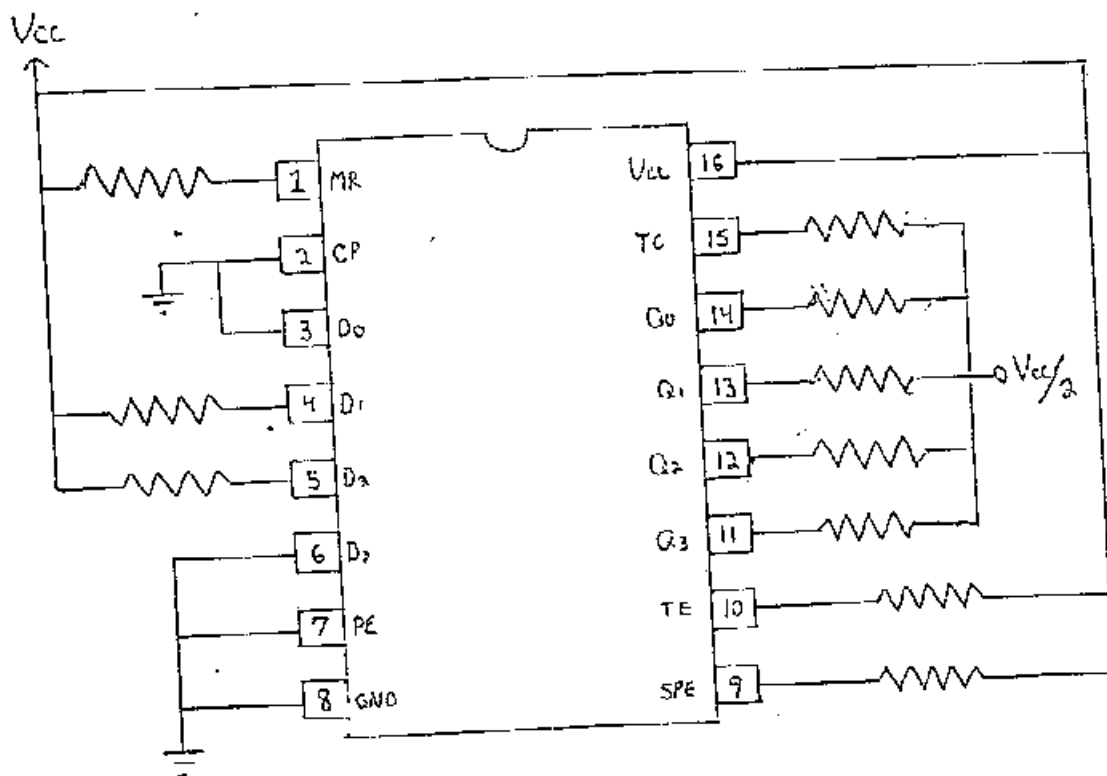 Vcc
1 MR
2 CP
3 D0
4 D1
5 D2
6 D3
7 PE
8 GND
Vcc 16
TC 15
Q0 14
Q1 13
Vcc/2
Q2 12
Q3 11
TE 10
SPE 9